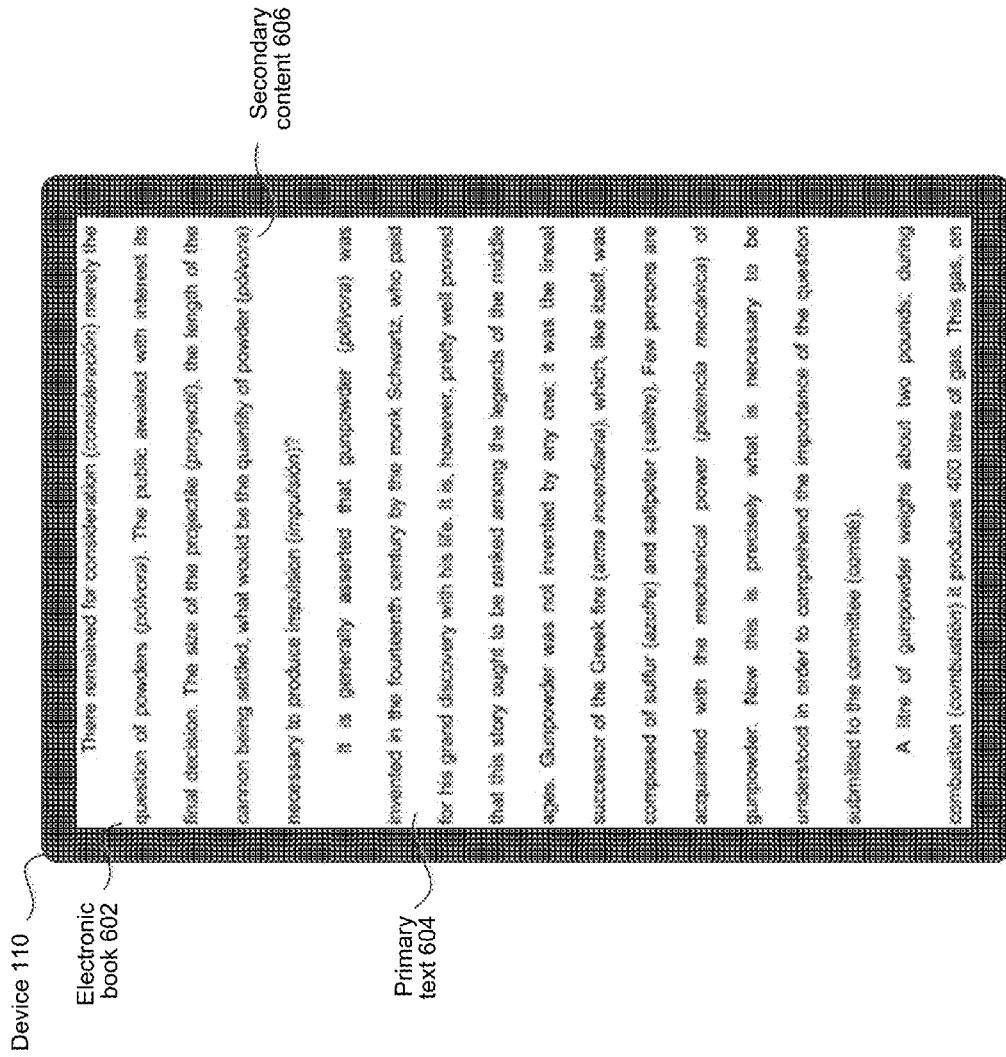 Device 110
Electronic
book 602
Primary
text 604
Secondary
content 606
There remained for consideration (consideración) merely the
question of powders (pólvora). The public awaited with interest its
final decision. The size of the projectile (proyectil), the length of the
cannon being settled, what would be the quantity of powder (pólvora)
necessary to produce impulsion (impulsión)?
It is generally asserted that gunpowder (pólvora) was
invented in the fourteenth century by the monk Schwartz, who paid
for his grand discovery with his life. It is, however, pretty well proved
that this story ought to be ranked among the legends of the middle
ages. Gunpowder was not invented by any one; it was the lineal
successor of the Greek fire (arma incendiaria), which, like itself, was
composed of sulfur (azufre) and saltpeter (salitre). Few persons are
acquainted with the mechanical power (potencia mecánica) of
gunpowder. Now this is precisely what is necessary to be
understood in order to comprehend the importance of the question
submitted to the committee (comité).
A litre of gunpowder weighs about two pounds; during
combustion (combustión) it produces 400 litres of gas. This gas, on